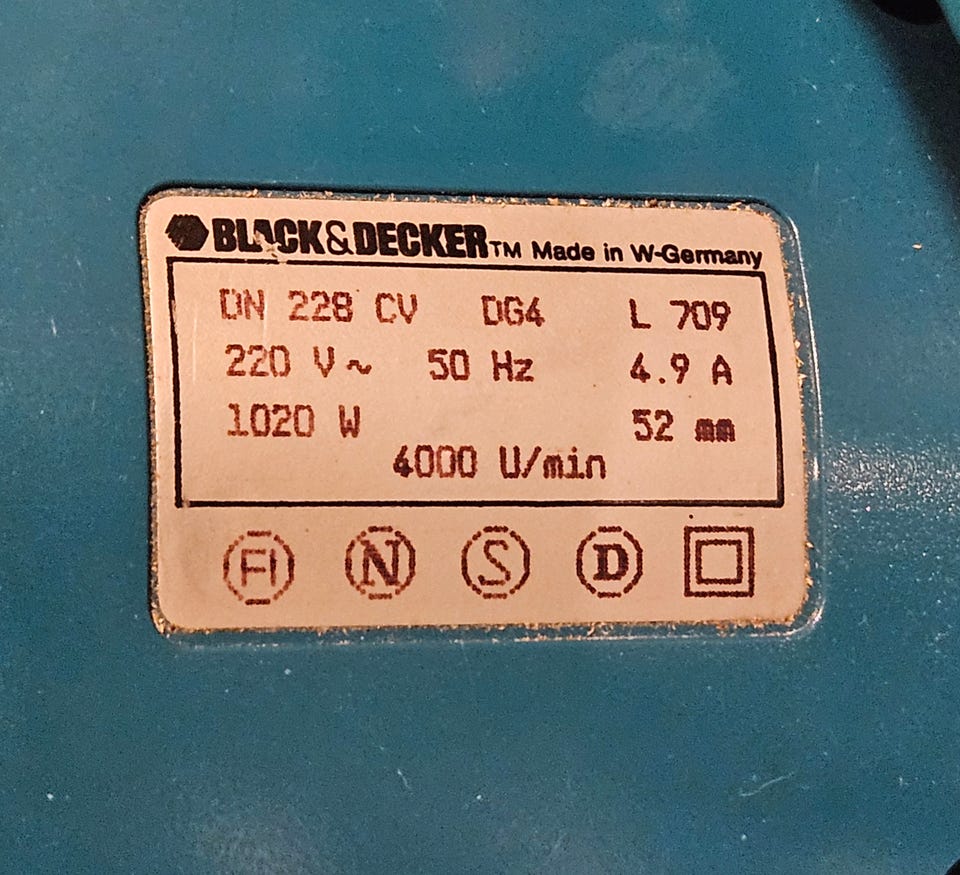 BLACK&DECKER™ Made in W-Germany
DN 228 CV DG4 L 709
220 V~ 50 Hz 4.9 A
1020 W 52 mm
4000 U/min
FI N S D